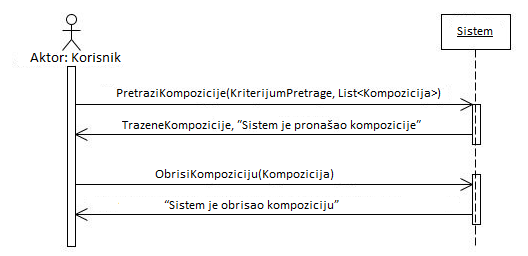 Sistem
Aktor: Korisnik
PretraziKompozicije(KriterijumPretrage, List<Kompozicija>)
TrazeneKompozicije, "Sistem je pronašao kompozicije"
ObrisiKompoziciju(Kompozicija)
"Sistem je obrisao kompoziciju"